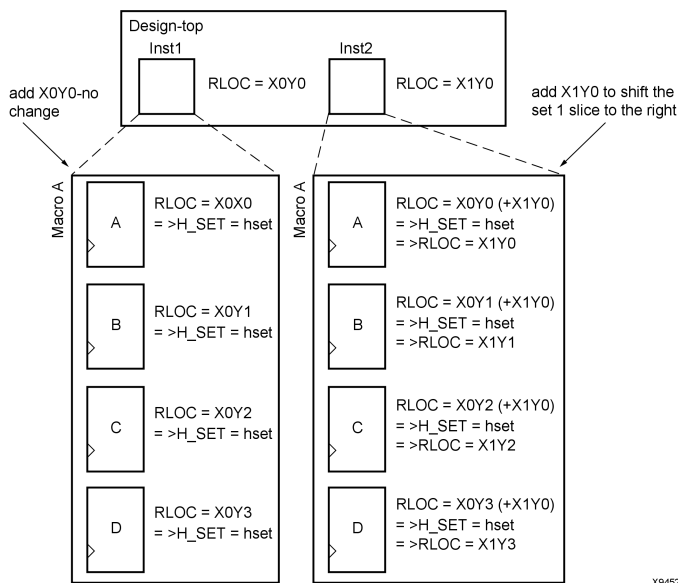 Design-top
Inst1
Inst2
RLOC = X0Y0
RLOC = X1Y0
add X0Y0-no
change
add X1Y0 to shift the
set 1 slice to the right
Macro A
A
RLOC = X0X0
= >H_SET = hset
B
RLOC = X0Y1
= >H_SET = hset
C
RLOC = X0Y2
= >H_SET = hset
D
RLOC = X0Y3
= >H_SET = hset
Macro A
A
RLOC = X0Y0 (+X1Y0)
= >H_SET = hset
= >RLOC = X1Y0
B
RLOC = X0Y1 (+X1Y0)
= >H_SET = hset
= >RLOC = X1Y1
C
RLOC = X0Y2 (+X1Y0)
= >H_SET = hset
= >RLOC = X1Y2
D
RLOC = X0Y3 (+X1Y0)
= >H_SET = hset
= >RLOC = X1Y3